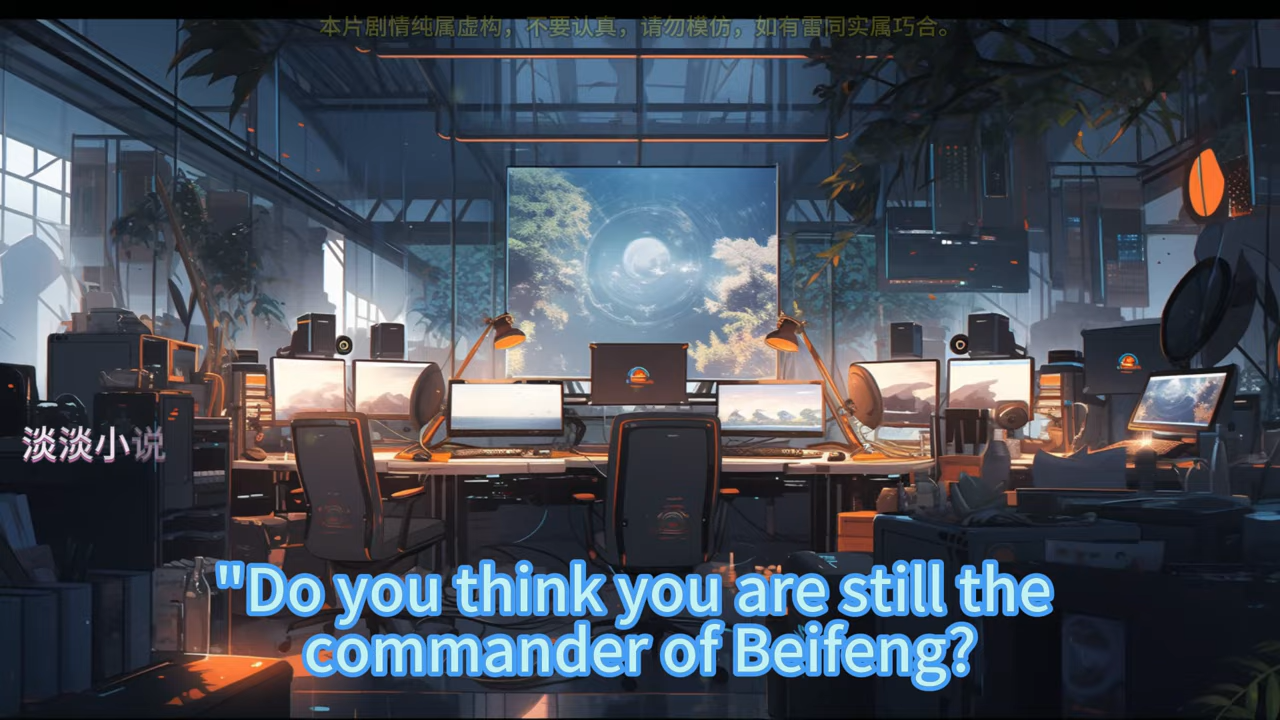 本片剧情纯属虚构，不要认真，请勿模仿，如有雷同实属巧合。
淡淡小说
"Do you think you are still the
commander of Beifeng?